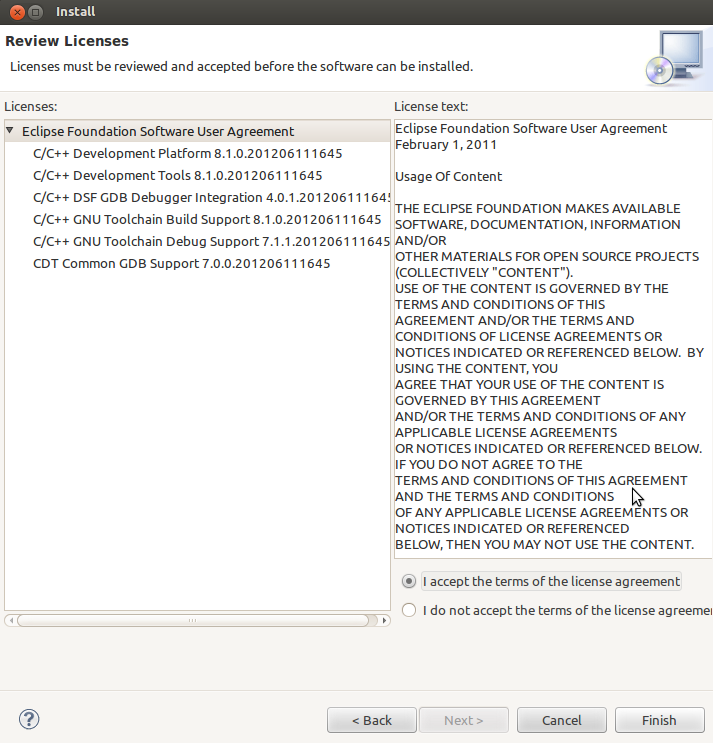 Install
Review Licenses
Licenses must be reviewed and accepted before the software can be installed.
Licenses:
Eclipse Foundation Software User Agreement
C/C++ Development Platform 8.1.0.201206111645
C/C++ Development Tools 8.1.0.201206111645
C/C++ DSF GDB Debugger Integration 4.0.1.201206111645
C/C++ GNU Toolchain Build Support 8.1.0.201206111645
C/C++ GNU Toolchain Debug Support 7.1.1.201206111645
CDT Common GDB Support 7.0.0.201206111645
License text:
Eclipse Foundation Software User Agreement
February 1, 2011
Usage Of Content
THE ECLIPSE FOUNDATION MAKES AVAILABLE
SOFTWARE, DOCUMENTATION, INFORMATION
AND/OR
OTHER MATERIALS FOR OPEN SOURCE PROJECTS
(COLLECTIVELY "CONTENT").
USE OF THE CONTENT IS GOVERNED BY THE
TERMS AND CONDITIONS OF THIS
AGREEMENT AND/OR THE TERMS AND
CONDITIONS OF LICENSE AGREEMENTS OR
NOTICES INDICATED OR REFERENCED BELOW.  BY
USING THE CONTENT, YOU
AGREE THAT YOUR USE OF THE CONTENT IS
GOVERNED BY THIS AGREEMENT
AND/OR THE TERMS AND CONDITIONS OF ANY
APPLICABLE LICENSE AGREEMENTS
OR NOTICES INDICATED OR REFERENCED BELOW.
IF YOU DO NOT AGREE TO THE
TERMS AND CONDITIONS OF THIS AGREEMENT
AND THE TERMS AND CONDITIONS
OF ANY APPLICABLE LICENSE AGREEMENTS OR
NOTICES INDICATED OR REFERENCED
BELOW, THEN YOU MAY NOT USE THE CONTENT.
I accept the terms of the license agreement
I do not accept the terms of the license agreeme
?
< Back
Next >
Cancel
Finish